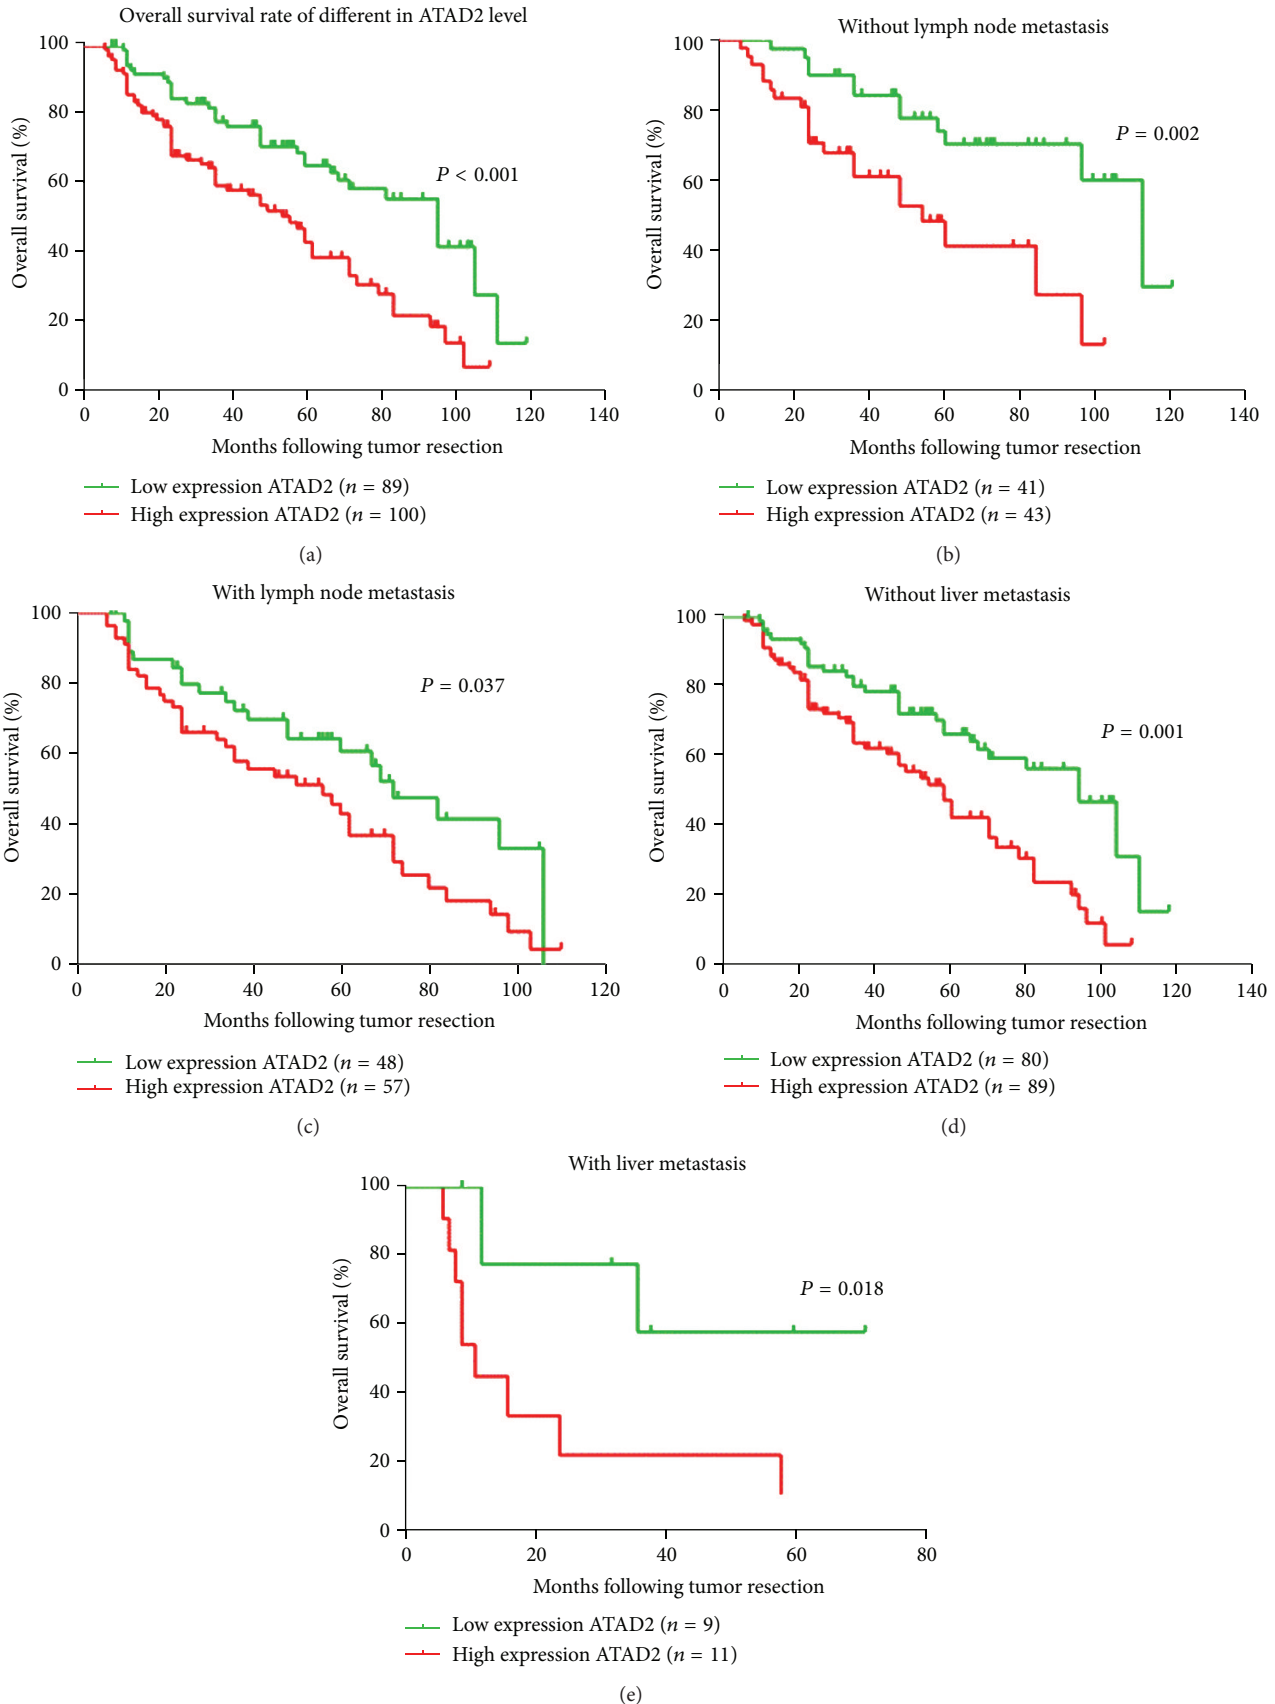 Overall survival rate of different in ATAD2 level
100
80
60
40
20
0
Overall survival (%)
P < 0.001
0 20 40 60 80 100 120 140
Months following tumor resection
Low expression ATAD2 (n = 89)
High expression ATAD2 (n = 100)
(a)
Without lymph node metastasis
100
80
60
40
20
0
Overall survival (%)
P = 0.002
0 20 40 60 80 100 120 140
Months following tumor resection
Low expression ATAD2 (n = 41)
High expression ATAD2 (n = 43)
(b)
With lymph node metastasis
100
80
60
40
20
0
Overall survival (%)
P = 0.037
0 20 40 60 80 100 120
Months following tumor resection
Low expression ATAD2 (n = 48)
High expression ATAD2 (n = 57)
(c)
Without liver metastasis
100
80
60
40
20
0
Overall survival (%)
P = 0.001
0 20 40 60 80 100 120 140
Months following tumor resection
Low expression ATAD2 (n = 80)
High expression ATAD2 (n = 89)
(d)
With liver metastasis
100
80
60
40
20
0
Overall survival (%)
P = 0.018
0 20 40 60 80
Months following tumor resection
Low expression ATAD2 (n = 9)
High expression ATAD2 (n = 11)
(e)